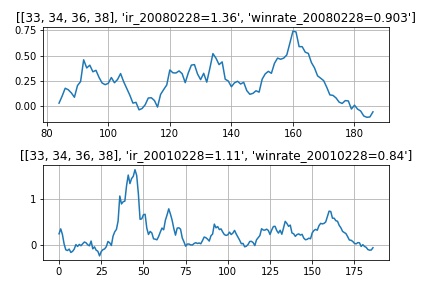 [[33, 34, 36, 38], 'ir_20080228=1.36', 'winrate_20080228=0.903']
0.75
0.50
0.25
0.00
80 100 120 140 160 180
[[33, 34, 36, 38], 'ir_20010228=1.11', 'winrate_20010228=0.84']
1
0
0 25 50 75 100 125 150 175